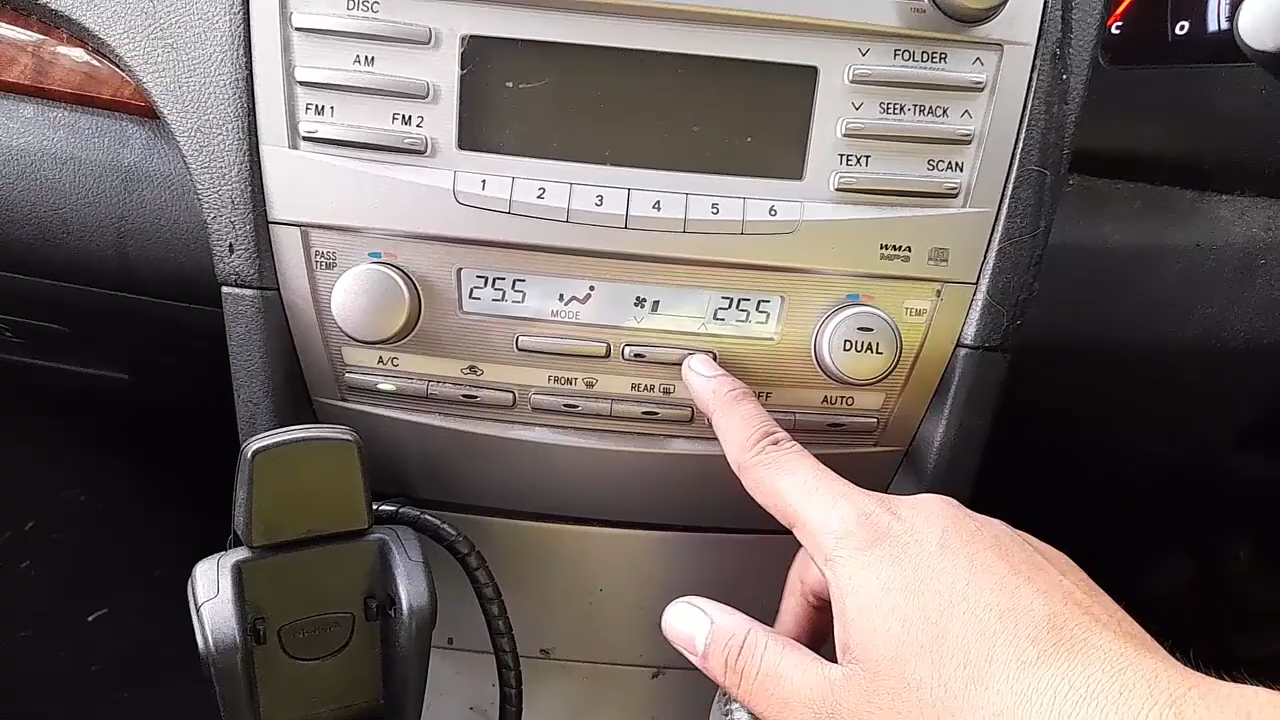 DISC
AM
FM 1 FM 2
FOLDER
SEEK·TRACK
TEXT SCAN
1 2 3 4 5 6
WMA
MP3
PASS
TEMP
25.5
MODE
25.5
TEMP
DUAL
A/C
FRONT
REAR
AUTO
C